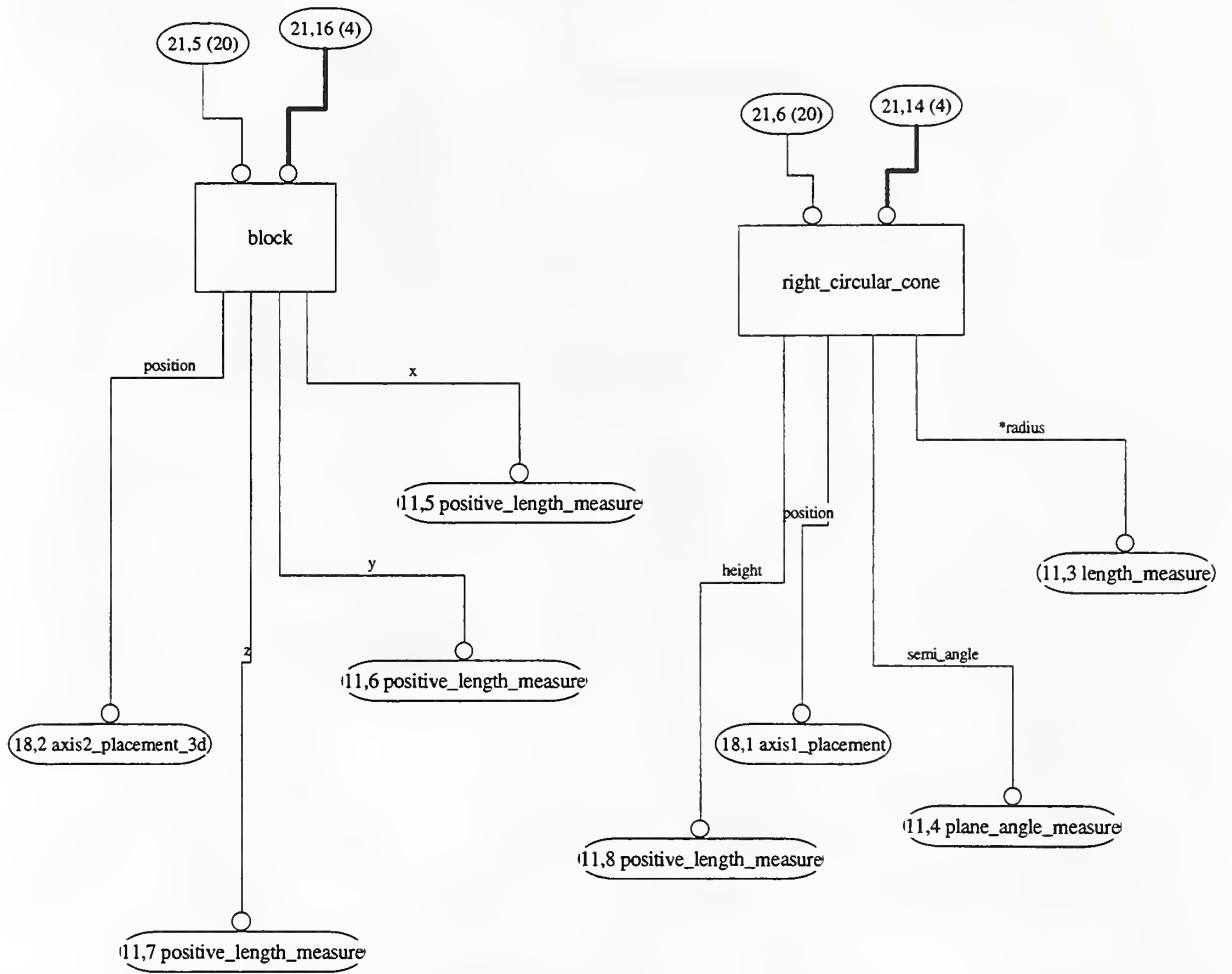 21,5 (20)
21,16 (4)
block
position
x
(11,5 positive_length_measure
y
(11,6 positive_length_measure
z
18,2 axis2_placement_3d
(11,7 positive_length_measure
21,6 (20)
21,14 (4)
right_circular_cone
*radius
position
(11,3 length_measure)
height
semi_angle
18,1 axis1_placement
(11,4 plane_angle_measure
(11,8 positive_length_measure